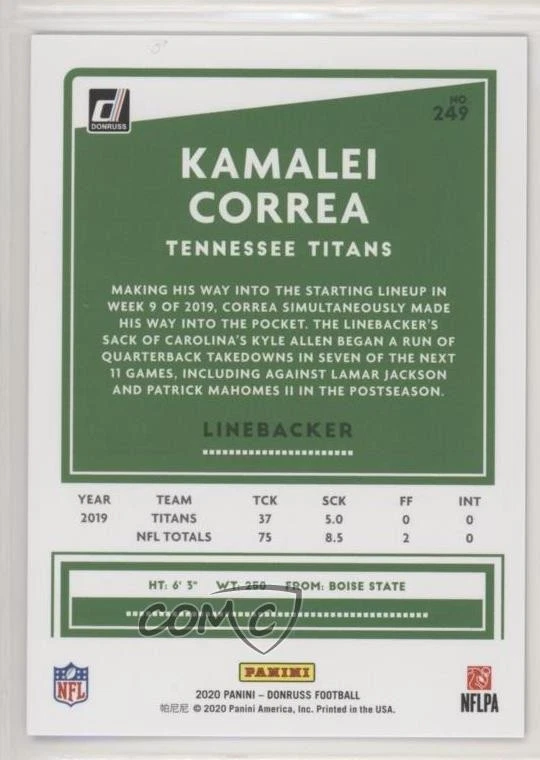 DONRUSS
NO.
249
KAMALEI
CORREA
TENNESSEE TITANS
MAKING HIS WAY INTO THE STARTING LINEUP IN
WEEK 9 OF 2019, CORREA SIMULTANEOUSLY MADE
HIS WAY INTO THE POCKET. THE LINEBACKER'S
SACK OF CAROLINA'S KYLE ALLEN BEGAN A RUN OF
QUARTERBACK TAKEDOWNS IN SEVEN OF THE NEXT
11 GAMES, INCLUDING AGAINST LAMAR JACKSON
AND PATRICK MAHOMES II IN THE POSTSEASON.
LINEBACKER
YEAR TEAM TCK SCK FF INT
2019 TITANS 37 5.0 0 0
NFL TOTALS 75 8.5 2 0
HT: 6' 3" WT: 250 FROM: BOISE STATE
COMC
PANINI
NFL
2020 PANINI – DONRUSS FOOTBALL
帕尼尼 © 2020 Panini America, Inc. Printed in the USA.
NFLPA